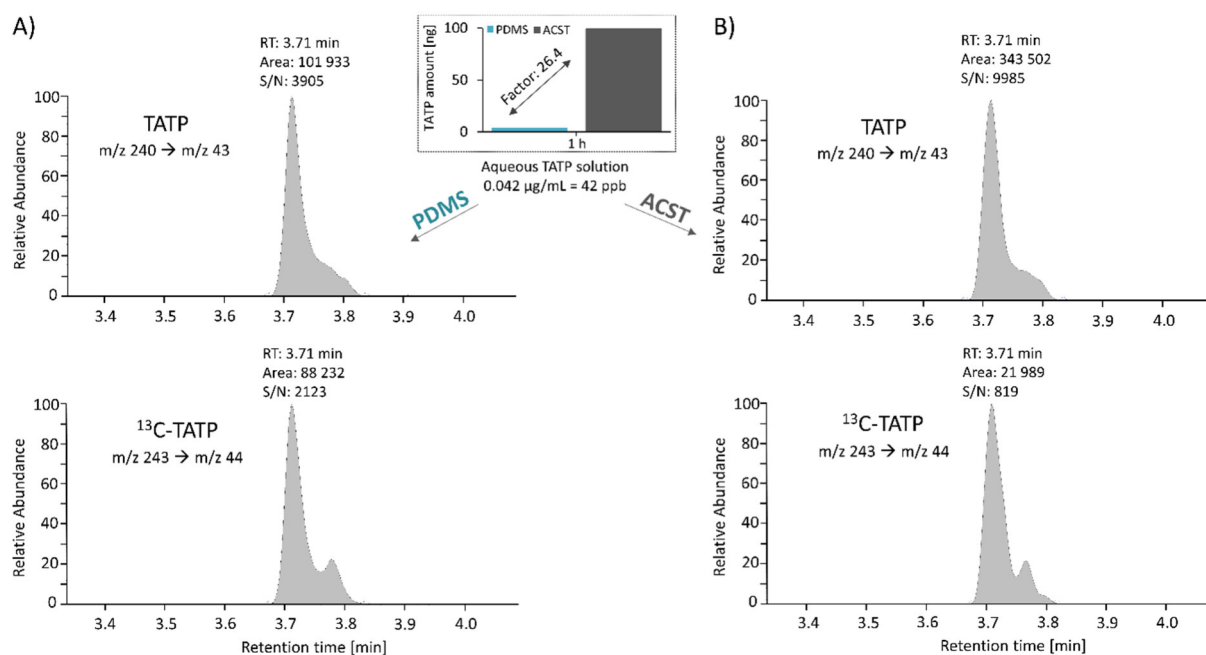 A)
RT: 3.71 min
Area: 101 933
S/N: 3905
TATP
m/z 240 → m/z 43
Relative Abundance
100
80
60
40
20
0
3.4 3.5 3.6 3.7 3.8 3.9 4.0
RT: 3.71 min
Area: 88 232
S/N: 2123
¹³C-TATP
m/z 243 → m/z 44
Relative Abundance
100
80
60
40
20
0
3.4 3.5 3.6 3.7 3.8 3.9 4.0
Retention time [min]
PDMS ACST
TATP amount [ng]
100
50
0
Factor: 26.4
1 h
Aqueous TATP solution
0.042 µg/mL = 42 ppb
PDMS
ACST
B)
RT: 3.71 min
Area: 343 502
S/N: 9985
TATP
m/z 240 → m/z 43
Relative Abundance
100
80
60
40
20
0
3.4 3.5 3.6 3.7 3.8 3.9 4.0
RT: 3.71 min
Area: 21 989
S/N: 819
¹³C-TATP
m/z 243 → m/z 44
Relative Abundance
100
80
60
40
20
0
3.4 3.5 3.6 3.7 3.8 3.9 4.0
Retention time [min]